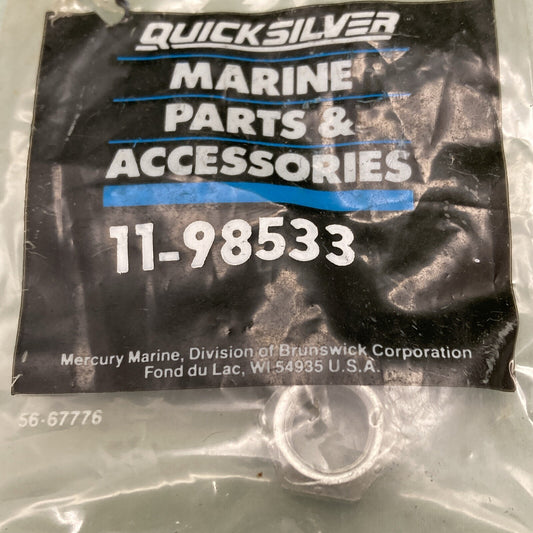 QUICKSILVER
MARINE
PARTS &
ACCESSORIES
11-98533
Mercury Marine, Division of Brunswick Corporation
Fond du Lac, WI 54935 U.S.A.
56-67776